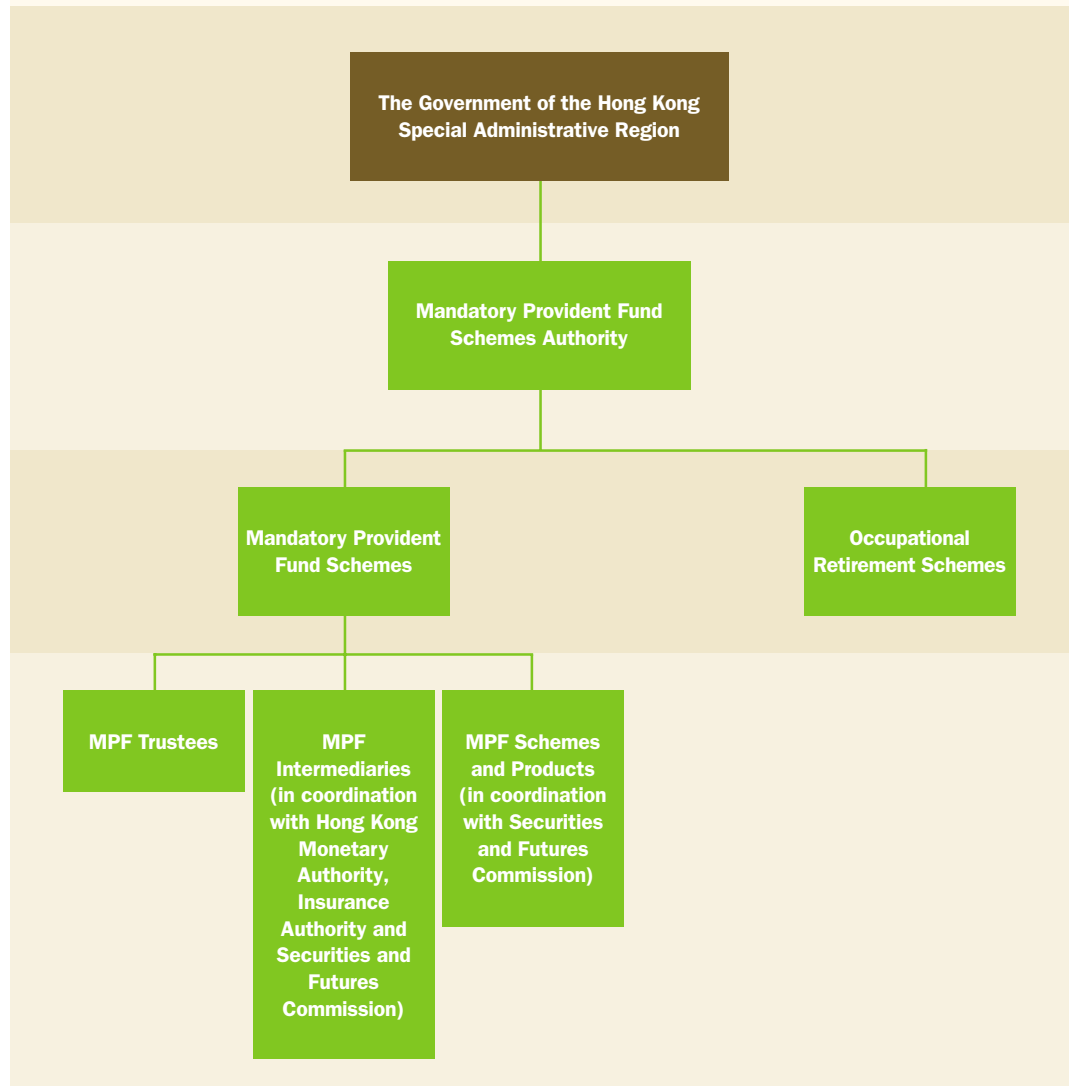 The Government of the Hong Kong
Special Administrative Region
Mandatory Provident Fund
Schemes Authority
Mandatory Provident
Fund Schemes
Occupational
Retirement Schemes
MPF Trustees
MPF
Intermediaries
(in coordination
with Hong Kong
Monetary
Authority,
Insurance
Authority and
Securities and
Futures
Commission)
MPF Schemes
and Products
(in coordination
with Securities
and Futures
Commission)